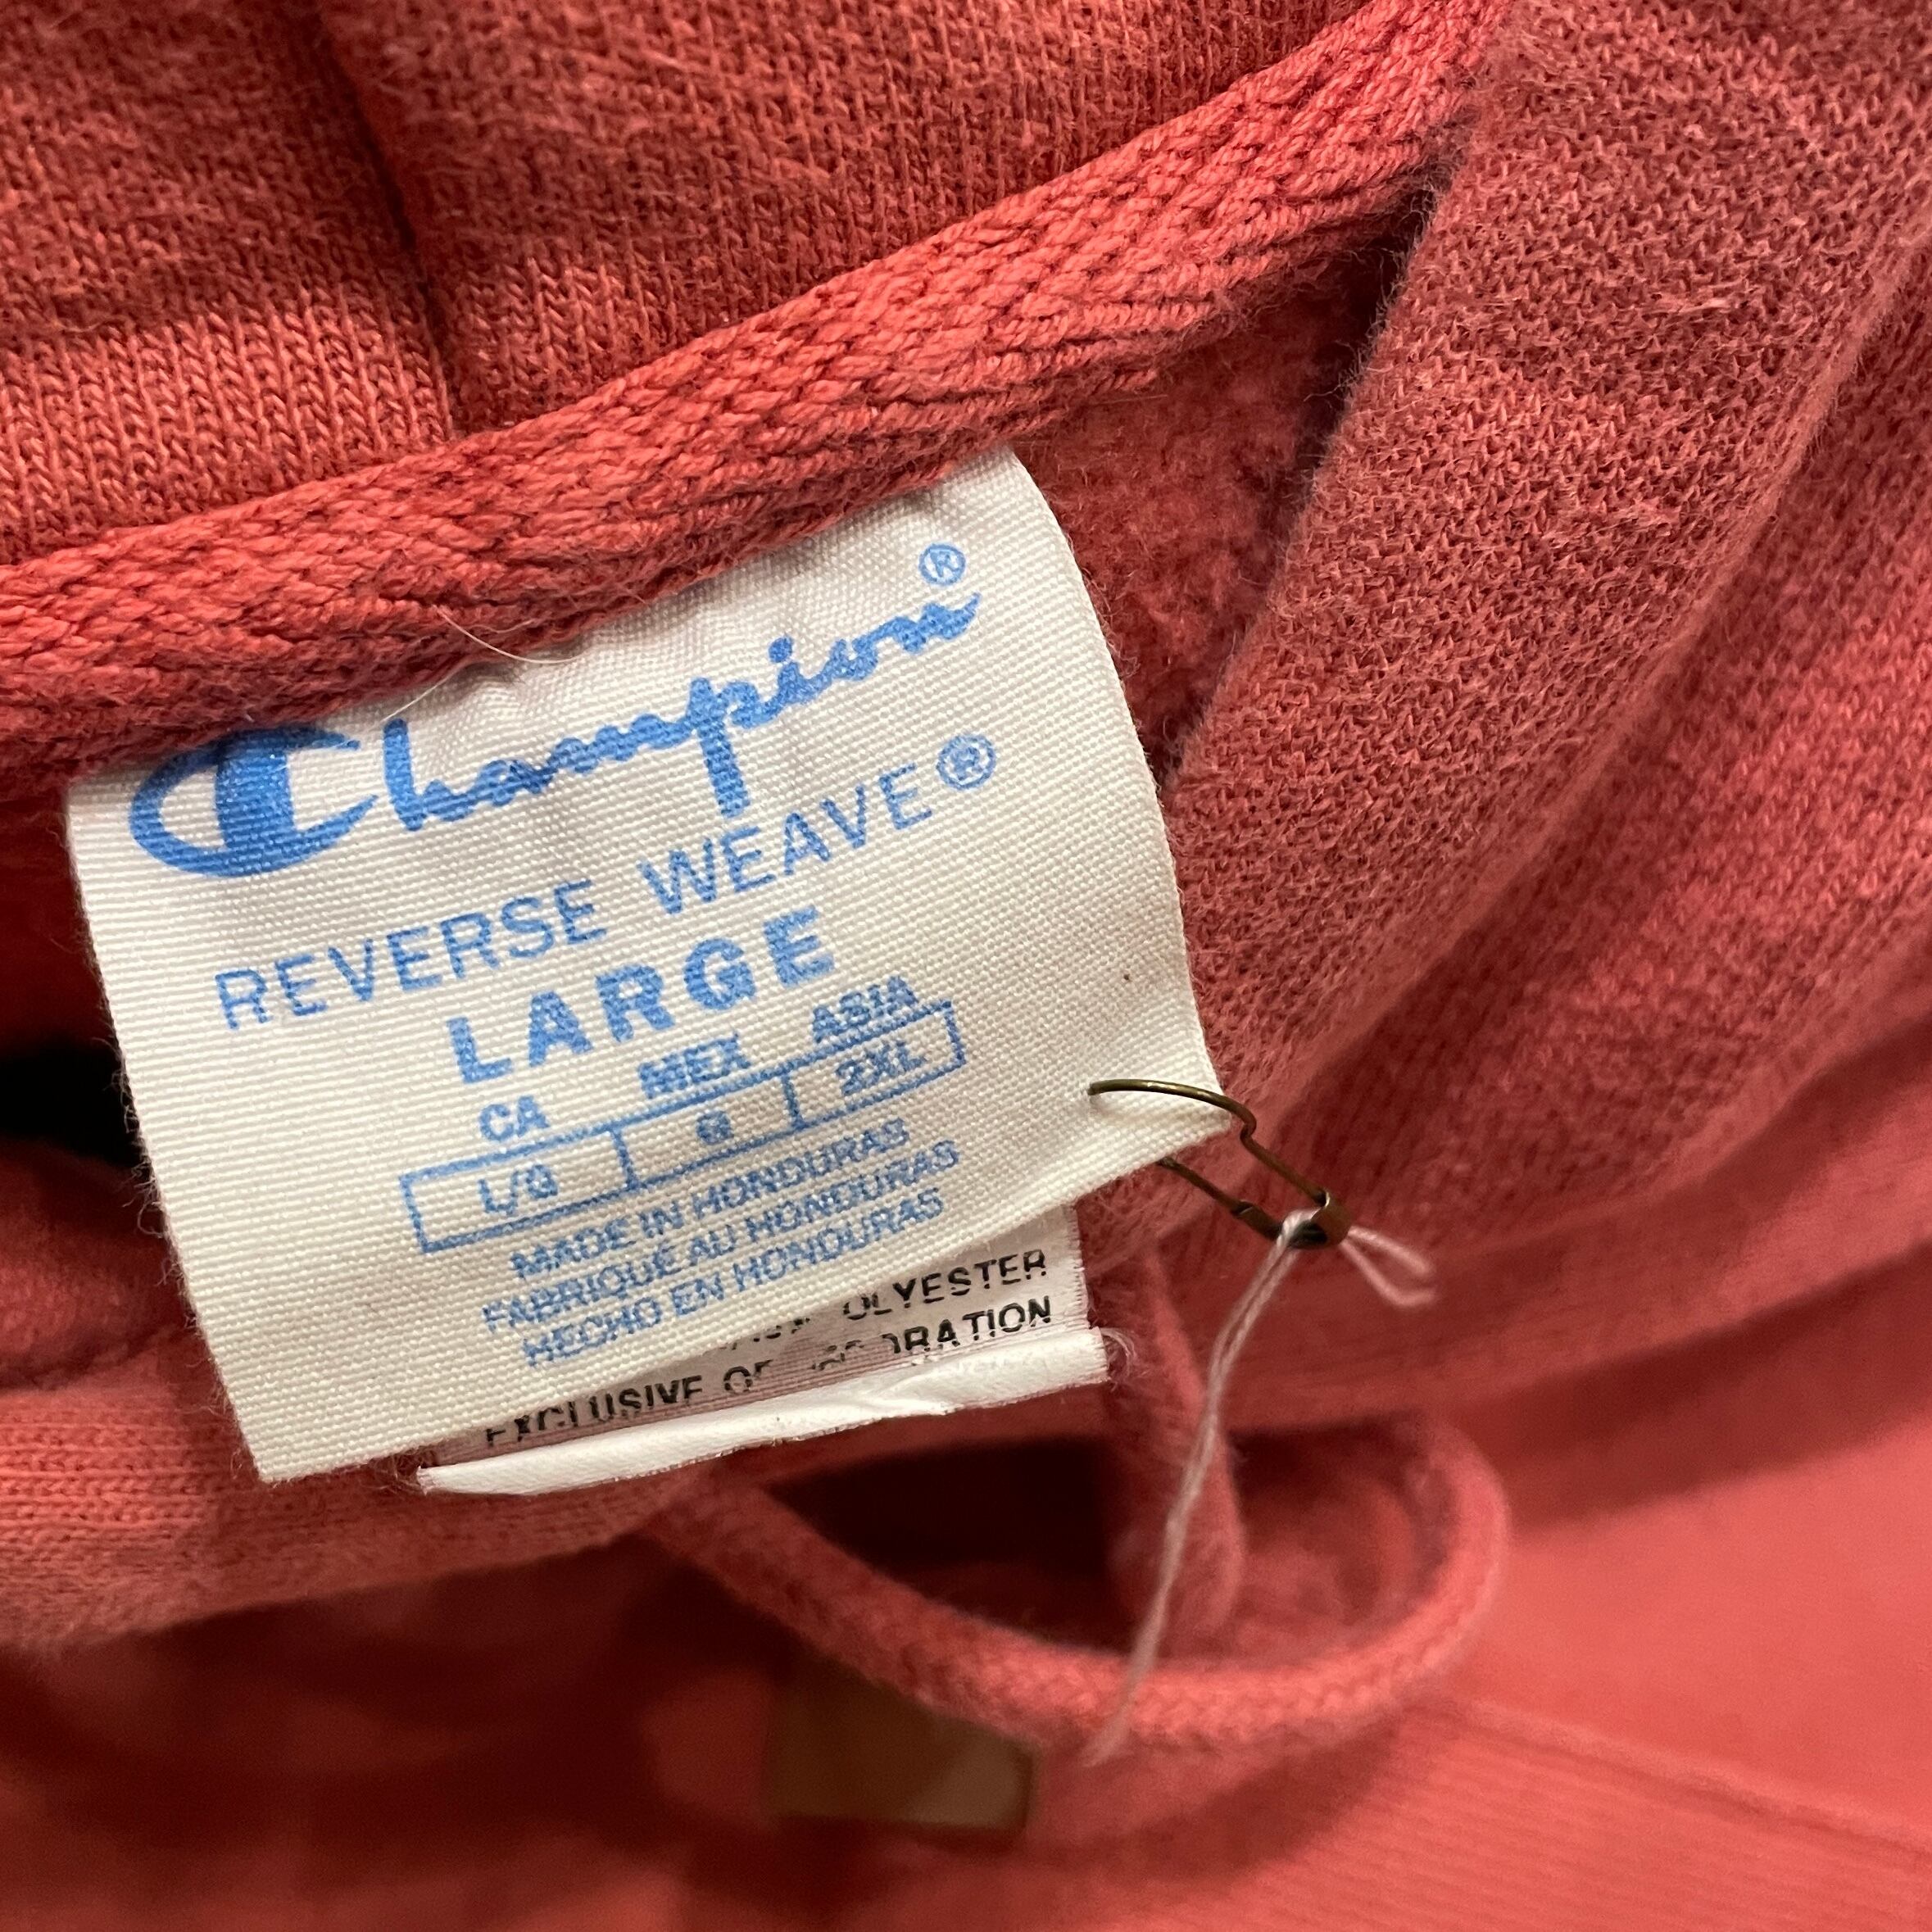 Champion®
REVERSE WEAVE®
LARGE
CA MEX ASIA
L/G G 2XL
MADE IN HONDURAS
FABRIQUÉ AU HONDURAS
HECHO EN HONDURAS
OLYESTER
EXCLUSIVE OF